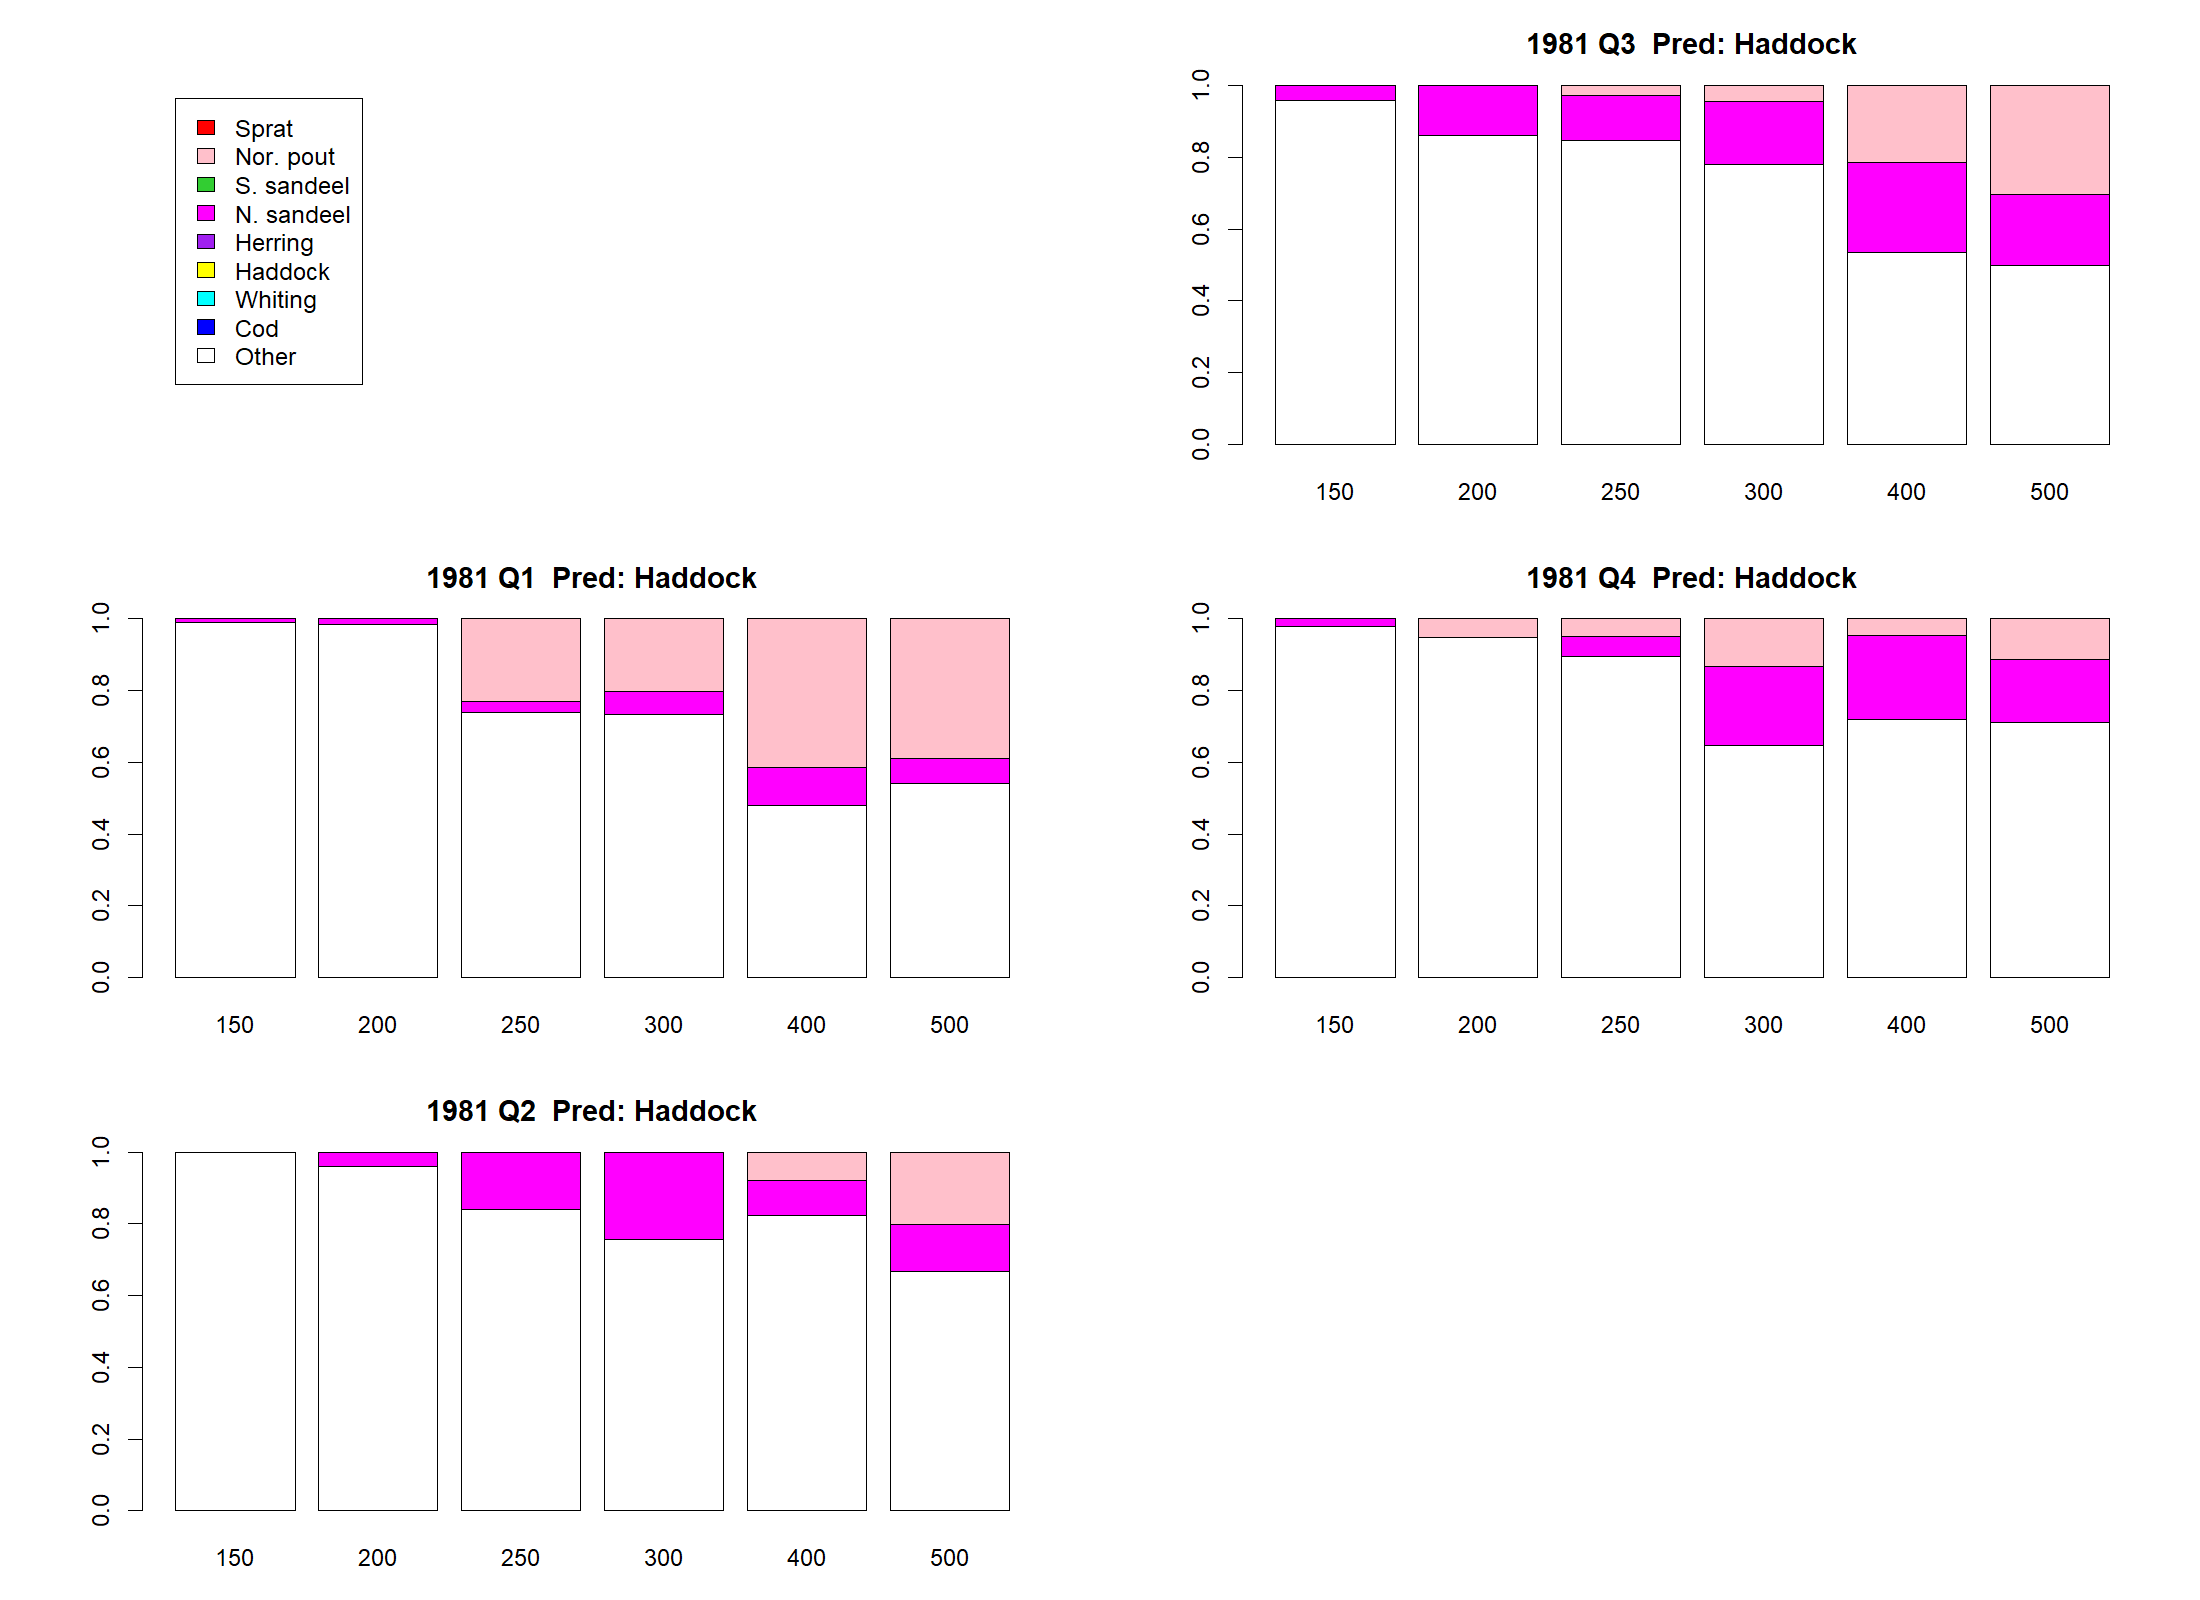 Sprat
Nor. pout
S. sandeel
N. sandeel
Herring
Haddock
Whiting
Cod
Other
1981 Q1  Pred: Haddock
1.0
0.8
0.6
0.4
0.2
0.0
150 200 250 300 400 500
1981 Q2  Pred: Haddock
1.0
0.8
0.6
0.4
0.2
0.0
150 200 250 300 400 500
1981 Q3  Pred: Haddock
1.0
0.8
0.6
0.4
0.2
0.0
150 200 250 300 400 500
1981 Q4  Pred: Haddock
1.0
0.8
0.6
0.4
0.2
0.0
150 200 250 300 400 500